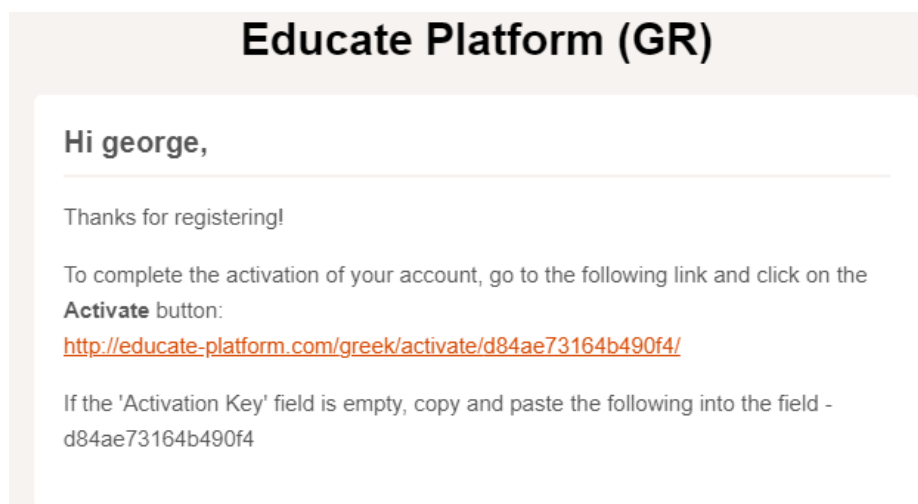 Educate Platform (GR)
Hi george,
Thanks for registering!
To complete the activation of your account, go to the following link and click on the
Activate button:
http://educate-platform.com/greek/activate/d84ae73164b490f4/
If the 'Activation Key' field is empty, copy and paste the following into the field -
d84ae73164b490f4